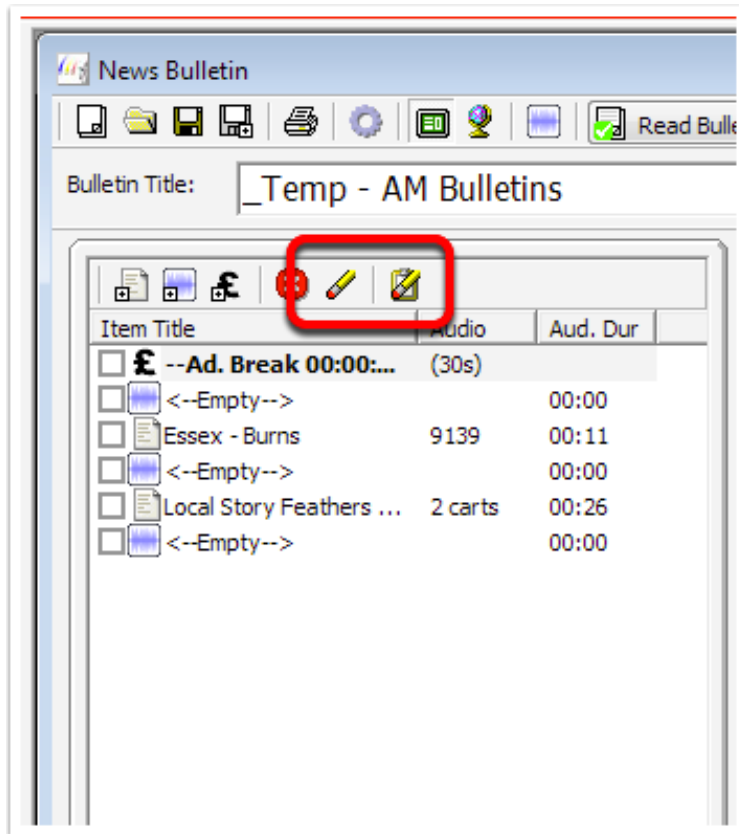 News Bulletin
Read Bulle
Bulletin Title: _Temp - AM Bulletins
Item Title Audio Aud. Dur
£ --Ad. Break 00:00:... (30s)
<--Empty--> 00:00
Essex - Burns 9139 00:11
<--Empty--> 00:00
Local Story Feathers ... 2 carts 00:26
<--Empty--> 00:00